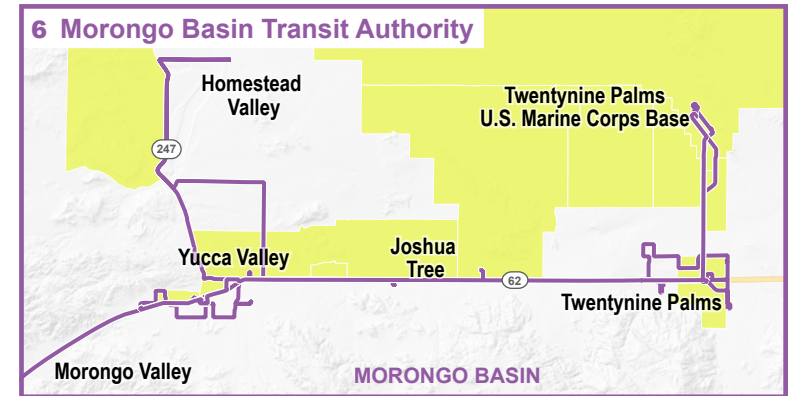 6 Morongo Basin Transit Authority
Homestead
Valley
Twentynine Palms
U.S. Marine Corps Base
247
Yucca Valley
Joshua
Tree
62
Twentynine Palms
Morongo Valley
MORONGO BASIN